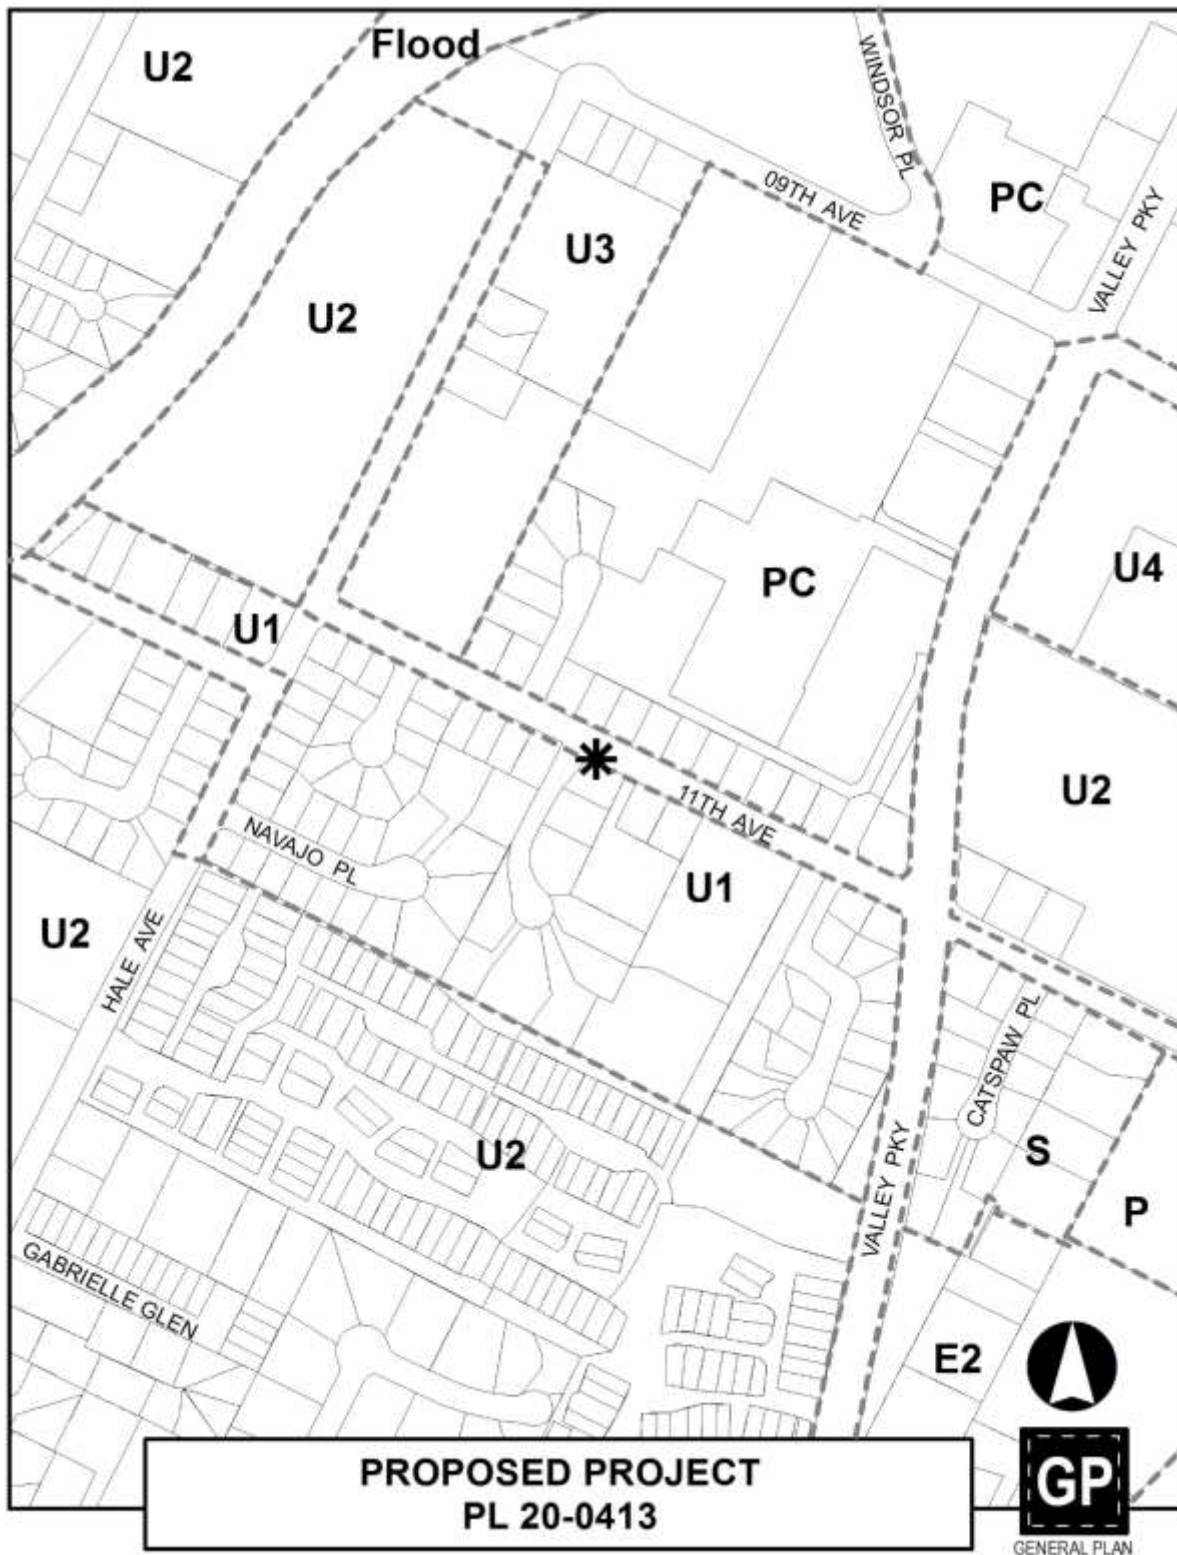 Flood
U2
WINDSOR PL
PC
09TH AVE
VALLEY PKY
U3
U2
U4
PC
U1
U2
11TH AVE
NAVAJO PL
U1
U2
HALE AVE
CATSPAW PL
S
U2
VALLEY PKY
P
GABRIELLE GLEN
E2
PROPOSED PROJECT
PL 20-0413
GP
GENERAL PLAN